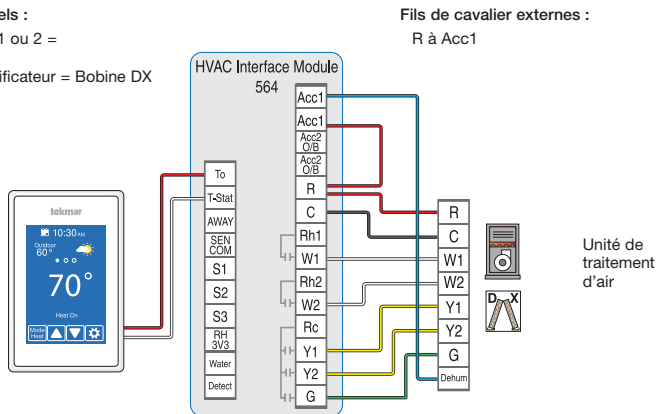 els :
1 ou 2 =
ificateur = Bobine DX
Fils de cavalier externes :
R à Acc1
HVAC Interface Module
564
Acc1
Acc1
Acc2
O/B
Acc2
O/B
R
C
Rh1
W1
Rh2
W2
Rc
Y1
Y2
G
To
T-Stat
AWAY
SEN
COM
S1
S2
S3
RH
3V3
Water
Detect
tekmar
10:30 AM
Outdoor
60°
70°
Heat On
Mode
Heat
R
C
W1
W2
Y1
Y2
G
Dehum
D X
Unité de
traitement
d'air